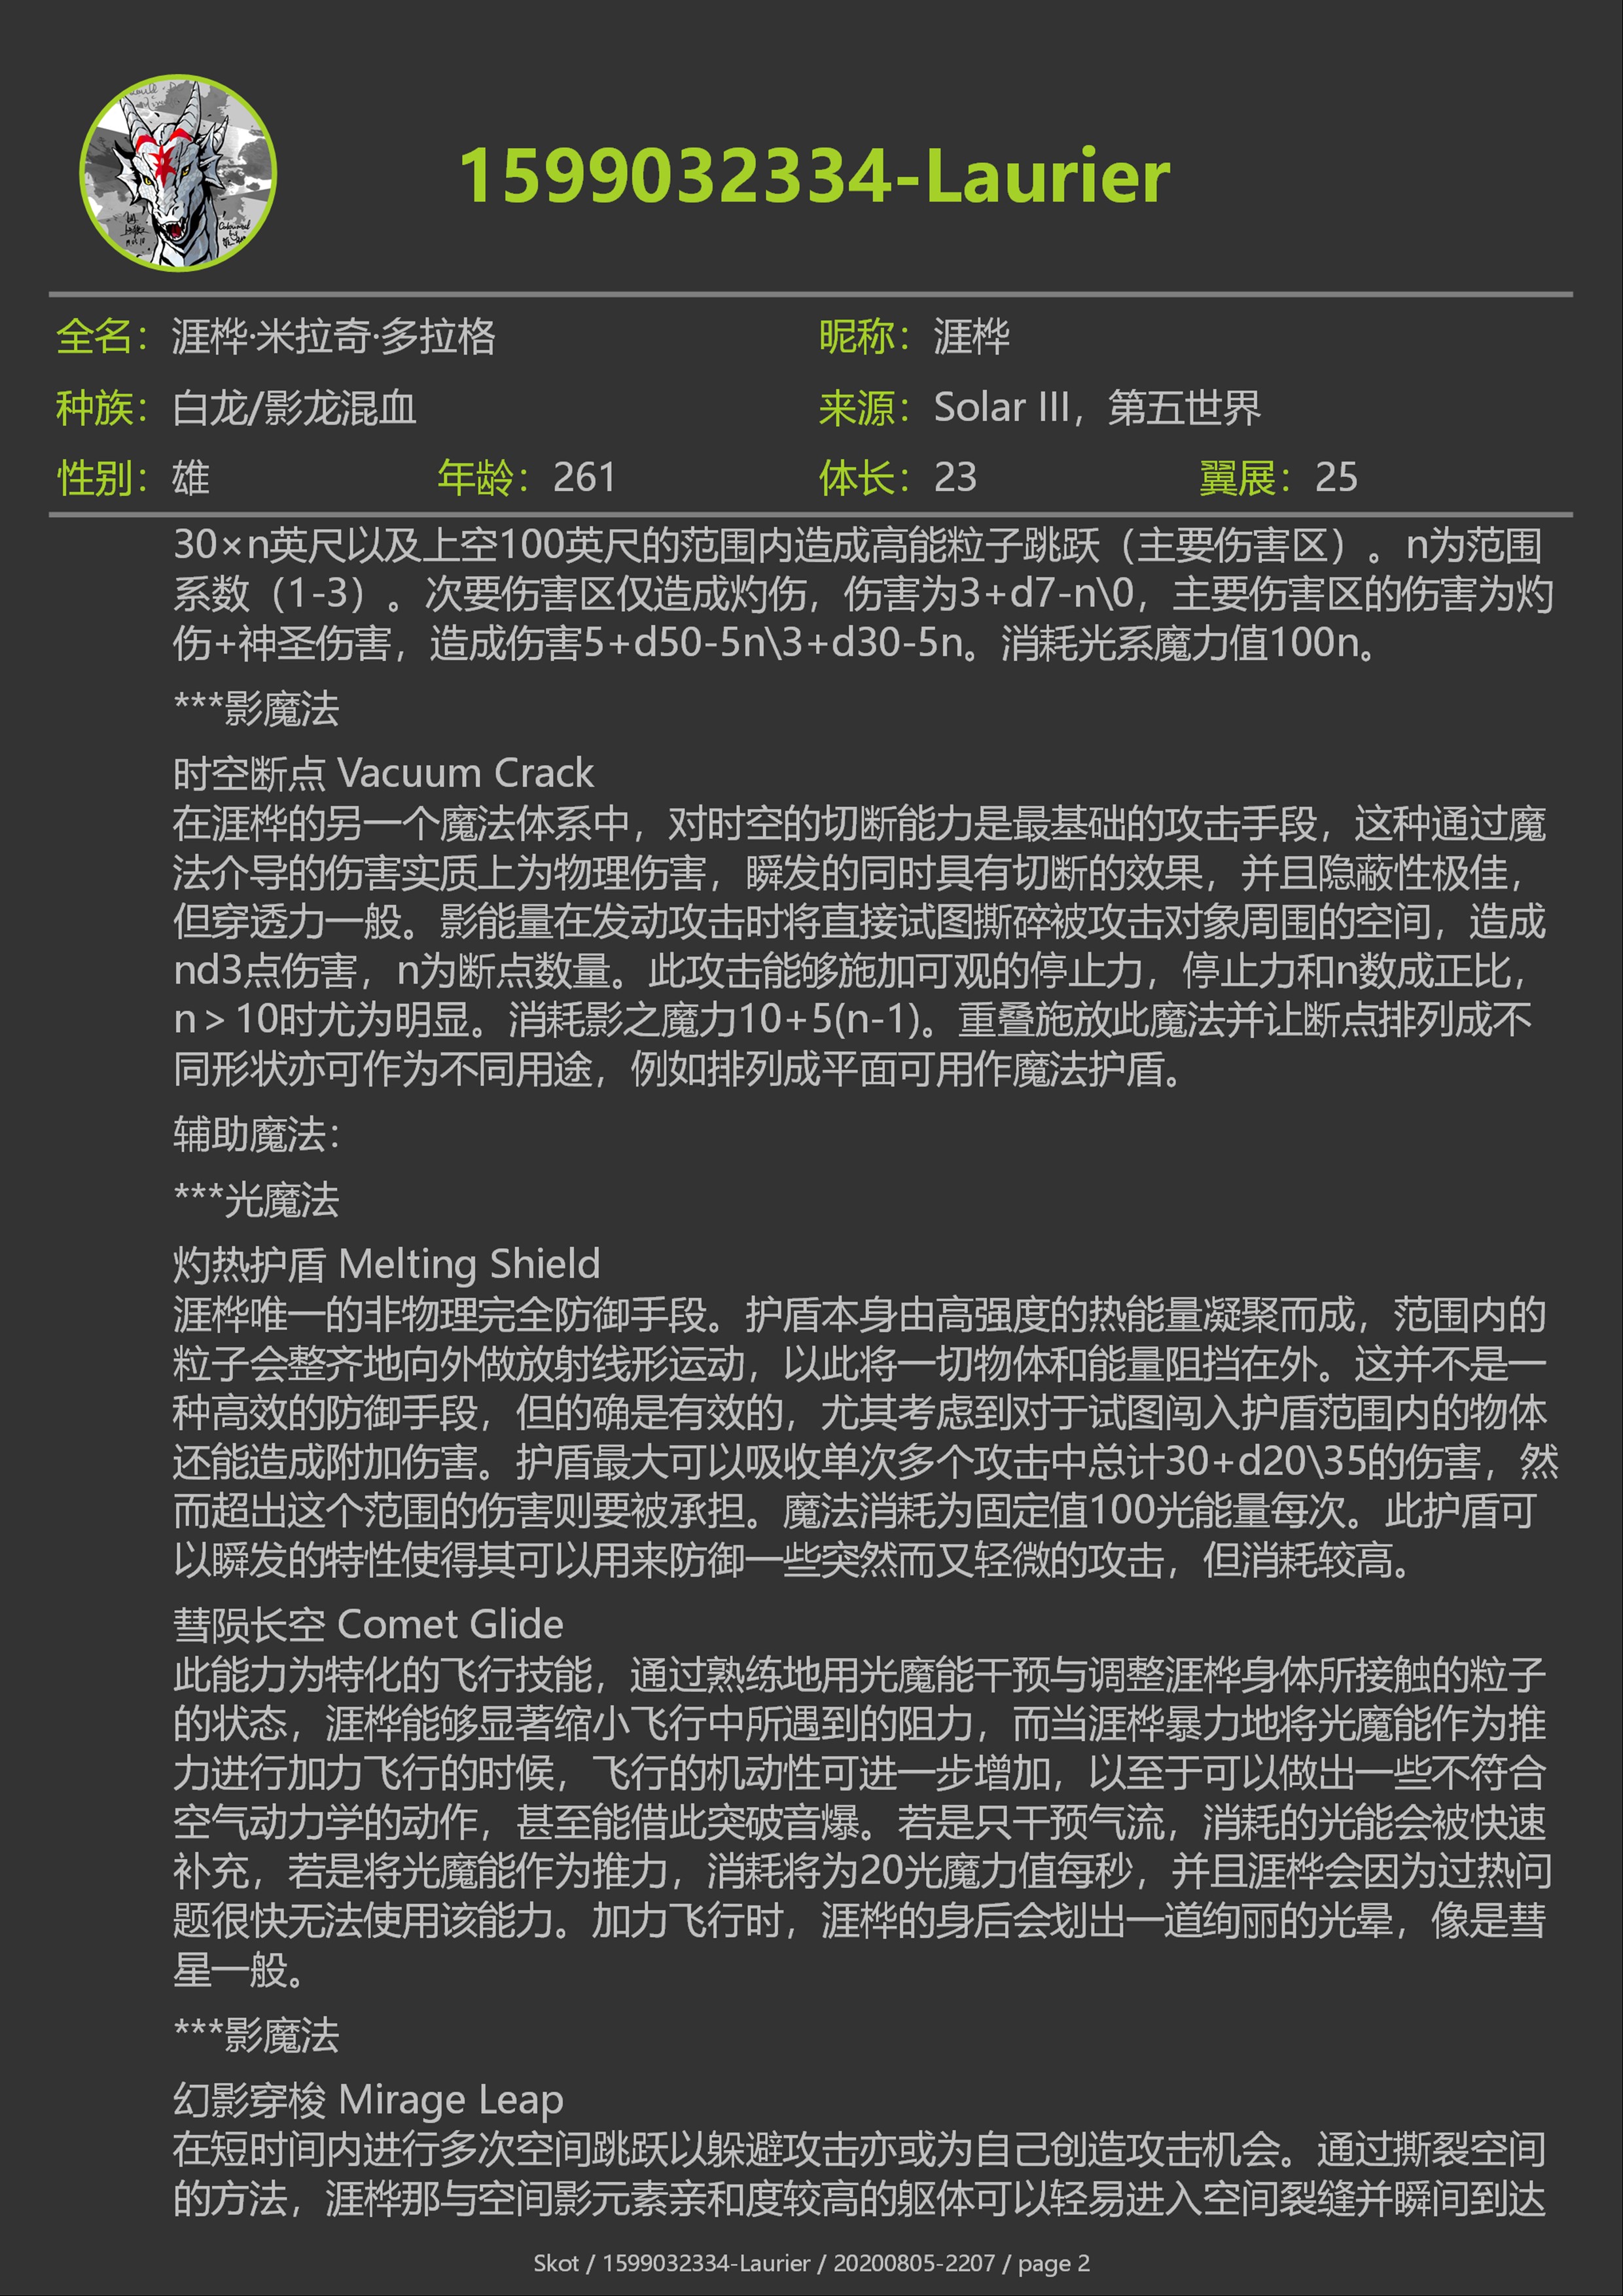 1599032334-Laurier
全名：涯桦·米拉奇·多拉格 昵称：涯桦
种族：白龙/影龙混血 来源：Solar III，第五世界
性别：雄 年龄：261 体长：23 翼展：25
30×n英尺以及上空100英尺的范围内造成高能粒子跳跃（主要伤害区）。n为范围
系数（1-3）。次要伤害区仅造成灼伤，伤害为3+d7-n\0，主要伤害区的伤害为灼
伤+神圣伤害，造成伤害5+d50-5n\3+d30-5n。消耗光系魔力值100n。
***影魔法
时空断点 Vacuum Crack
在涯桦的另一个魔法体系中，对时空的切断能力是最基础的攻击手段，这种通过魔
法介导的伤害实质上为物理伤害，瞬发的同时具有切断的效果，并且隐蔽性极佳，
但穿透力一般。影能量在发动攻击时将直接试图撕碎被攻击对象周围的空间，造成
nd3点伤害，n为断点数量。此攻击能够施加可观的停止力，停止力和n数成正比，
n＞10时尤为明显。消耗影之魔力10+5(n-1)。重叠施放此魔法并让断点排列成不
同形状亦可作为不同用途，例如排列成平面可用作魔法护盾。
辅助魔法：
***光魔法
灼热护盾 Melting Shield
涯桦唯一的非物理完全防御手段。护盾本身由高强度的热能量凝聚而成，范围内的
粒子会整齐地向外做放射线形运动，以此将一切物体和能量阻挡在外。这并不是一
种高效的防御手段，但的确是有效的，尤其考虑到对于试图闯入护盾范围内的物体
还能造成附加伤害。护盾最大可以吸收单次多个攻击中总计30+d20\35的伤害，然
而超出这个范围的伤害则要被承担。魔法消耗为固定值100光能量每次。此护盾可
以瞬发的特性使得其可以用来防御一些突然而又轻微的攻击，但消耗较高。
彗陨长空 Comet Glide
此能力为特化的飞行技能，通过熟练地用光魔能干预与调整涯桦身体所接触的粒子
的状态，涯桦能够显著缩小飞行中所遇到的阻力，而当涯桦暴力地将光魔能作为推
力进行加力飞行的时候，飞行的机动性可进一步增加，以至于可以做出一些不符合
空气动力学的动作，甚至能借此突破音爆。若是只干预气流，消耗的光能会被快速
补充，若是将光魔能作为推力，消耗将为20光魔力值每秒，并且涯桦会因为过热问
题很快无法使用该能力。加力飞行时，涯桦的身后会划出一道绚丽的光晕，像是彗
星一般。
***影魔法
幻影穿梭 Mirage Leap
在短时间内进行多次空间跳跃以躲避攻击亦或为自己创造攻击机会。通过撕裂空间
的方法，涯桦那与空间影元素亲和度较高的躯体可以轻易进入空间裂缝并瞬间到达
Skot / 1599032334-Laurier / 20200805-2207 / page 2